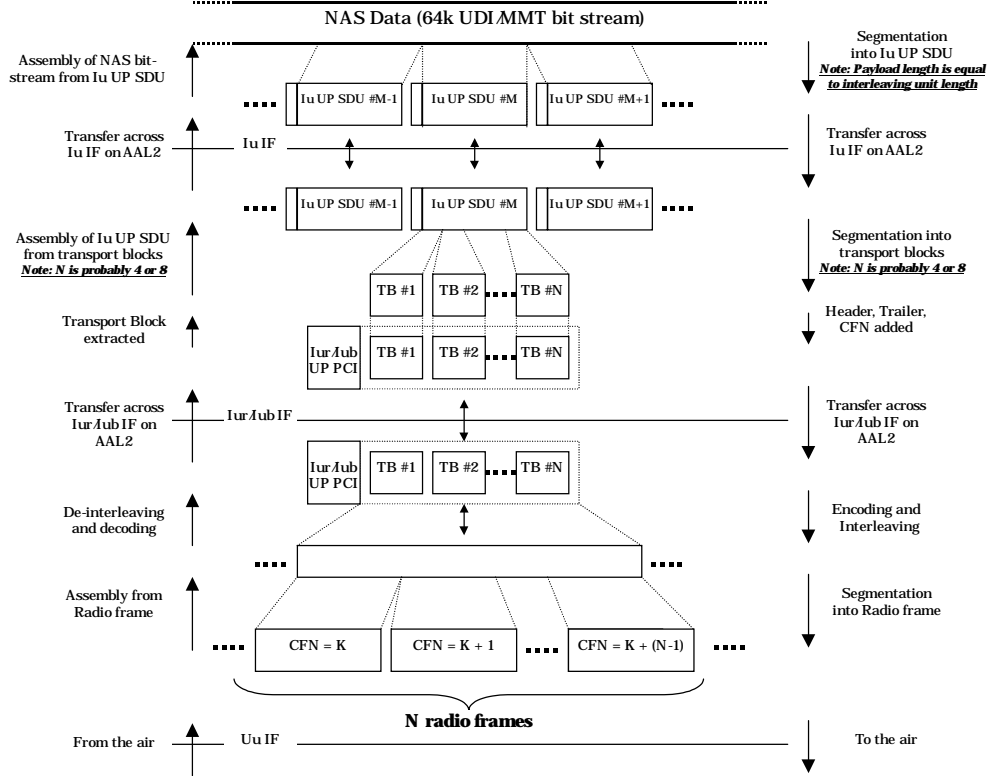 NAS Data (64k UDI/MMT bit stream)
Assembly of NAS bit-
stream from Iu UP SDU
Segmentation
into Iu UP SDU
Note: Payload length is equal
to interleaving unit length
Iu UP SDU #M-1
Iu UP SDU #M
Iu UP SDU #M+1
Transfer across
Iu IF on AAL2
Iu IF
Transfer across
Iu IF on AAL2
Iu UP SDU #M-1
Iu UP SDU #M
Iu UP SDU #M+1
Assembly of Iu UP SDU
from transport blocks
Note: N is probably 4 or 8
Segmentation into
transport blocks
Note: N is probably 4 or 8
TB #1
TB #2
TB #N
Transport Block
extracted
Header, Trailer,
CFN added
Iur/Iub
UP PCI
TB #1
TB #2
TB #N
Transfer across
Iur/Iub IF on
AAL2
Iur/Iub IF
Transfer across
Iur/Iub IF on
AAL2
Iur/Iub
UP PCI
TB #1
TB #2
TB #N
De-interleaving
and decoding
Encoding and
Interleaving
Assembly from
Radio frame
Segmentation
into Radio frame
CFN = K
CFN = K + 1
CFN = K + (N-1)
N radio frames
From the air
Uu IF
To the air